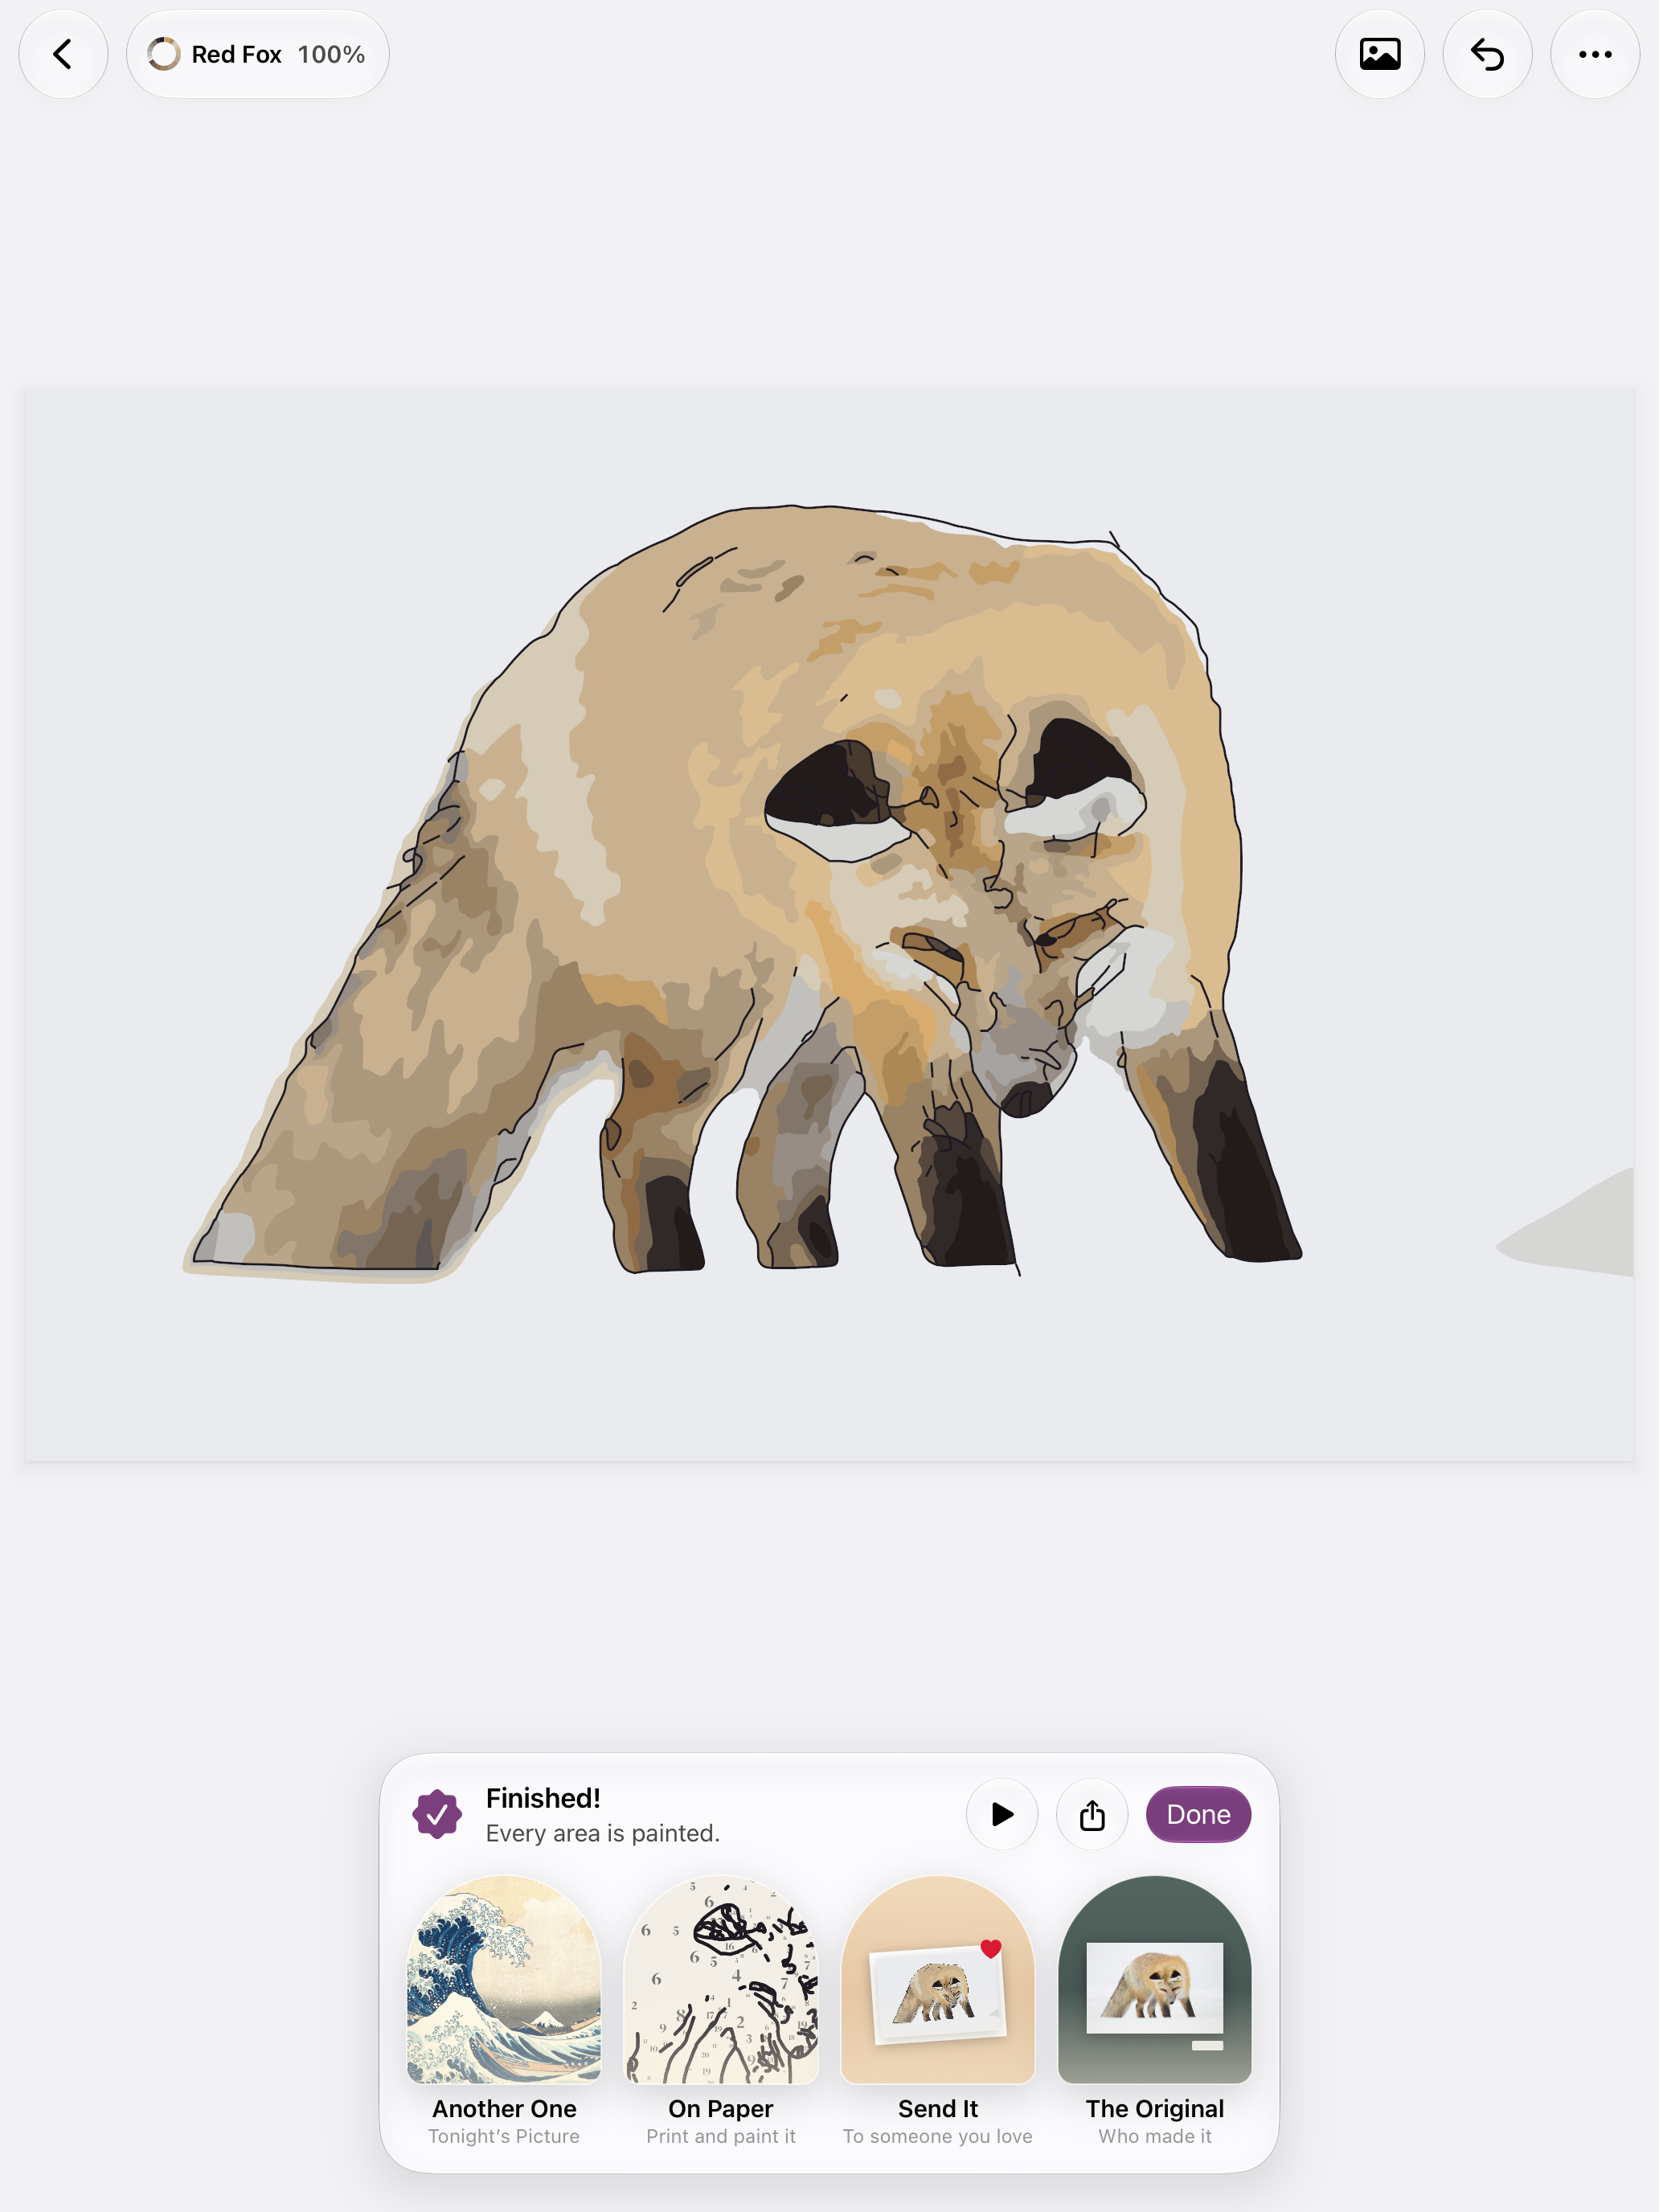 Red Fox 100%
Finished!
Every area is painted.
Done
Another One
Tonight's Picture
On Paper
Print and paint it
Send It
To someone you love
The Original
Who made it